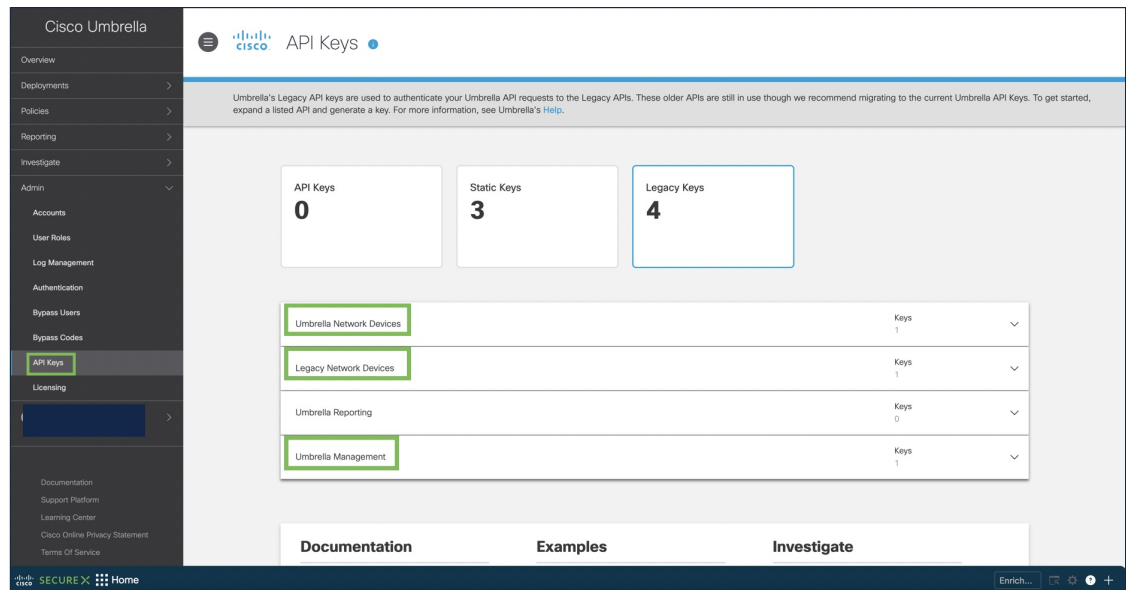 Cisco Umbrella
Overview
Deployments
Policies
Reporting
Investigate
Admin
Accounts
User Roles
Log Management
Authentication
Bypass Users
Bypass Codes
API Keys
Licensing
Documentation
Support Platform
Learning Center
Cisco Online Privacy Statement
Terms Of Service
CISCO
API Keys
Umbrella's Legacy API keys are used to authenticate your Umbrella API requests to the Legacy APIs. These older APIs are still in use though we recommend migrating to the current Umbrella API Keys. To get started,
expand a listed API and generate a key. For more information, see Umbrella's Help.
API Keys
0
Static Keys
3
Legacy Keys
4
Umbrella Network Devices
Keys
1
Legacy Network Devices
Keys
1
Umbrella Reporting
Keys
0
Umbrella Management
Keys
1
Documentation
Examples
Investigate
CISCO SECUREX Home
Enrich...